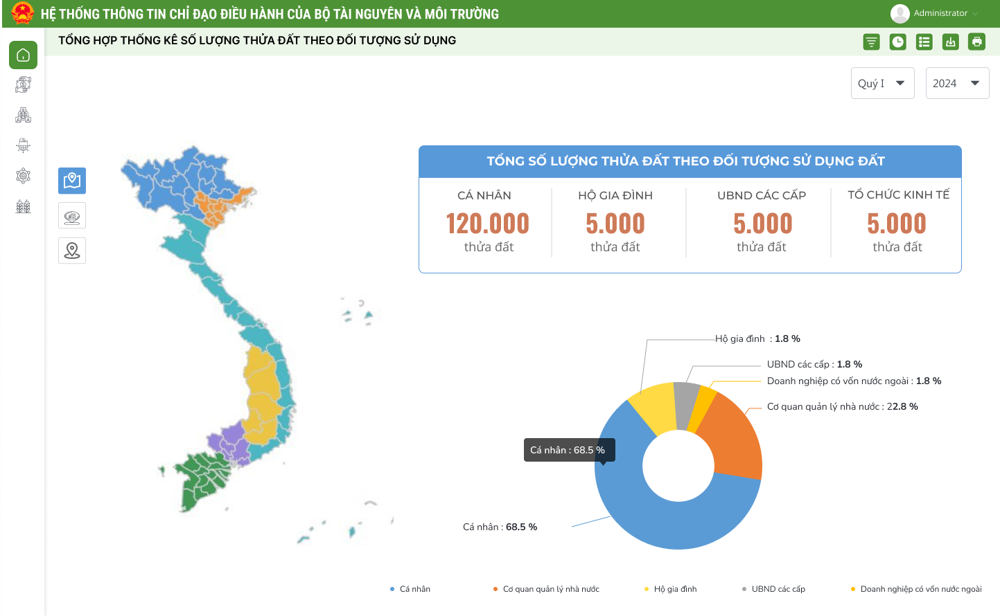 HỆ THỐNG THÔNG TIN CHỈ ĐẠO ĐIỀU HÀNH CỦA BỘ TÀI NGUYÊN VÀ MÔI TRƯỜNG
Administrator
TỔNG HỢP THỐNG KÊ SỐ LƯỢNG THỬA ĐẤT THEO ĐỐI TƯỢNG SỬ DỤNG
Quý I
2024
TỔNG SỐ LƯỢNG THỬA ĐẤT THEO ĐỐI TƯỢNG SỬ DỤNG ĐẤT
CÁ NHÂN
120.000
thửa đất
HỘ GIA ĐÌNH
5.000
thửa đất
UBND CÁC CẤP
5.000
thửa đất
TỔ CHỨC KINH TẾ
5.000
thửa đất
Hộ gia đình : 1.8 %
UBND các cấp : 1.8 %
Doanh nghiệp có vốn nước ngoài : 1.8 %
Cơ quan quản lý nhà nước : 22.8 %
Cá nhân : 68.5 %
Cá nhân : 68.5 %
Cá nhân
Cơ quan quản lý nhà nước
Hộ gia đình
UBND các cấp
Doanh nghiệp có vốn nước ngoài